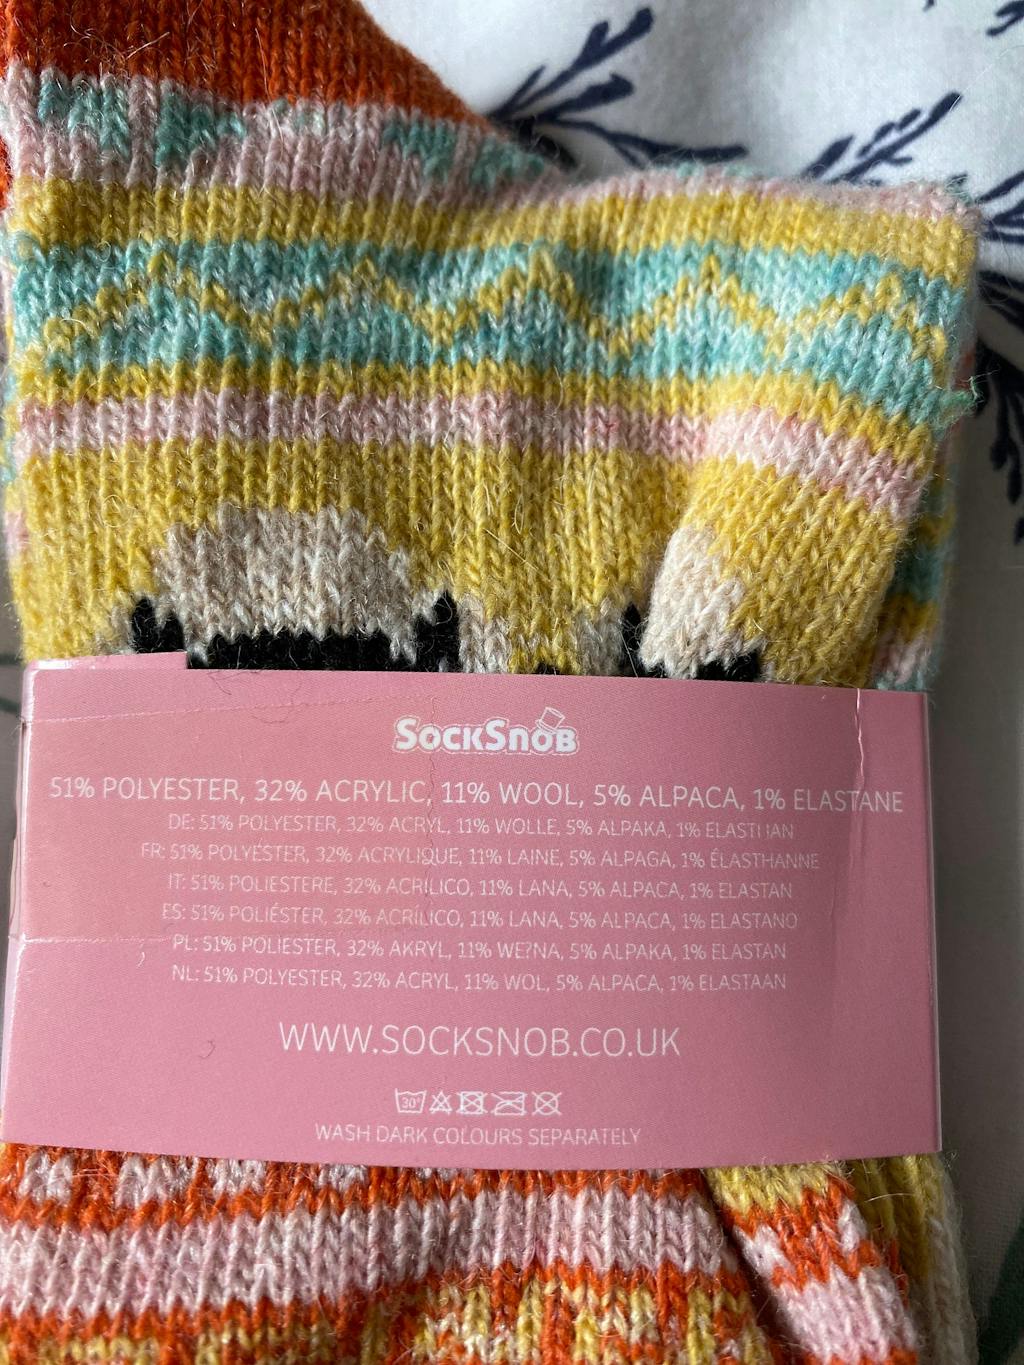 SockSnob
51% POLYESTER, 32% ACRYLIC, 11% WOOL, 5% ALPACA, 1% ELASTANE
DE: 51% POLYESTER, 32% ACRYL, 11% WOLLE, 5% ALPAKA, 1% ELASTHAN
FR: 51% POLYESTER, 32% ACRYLIQUE, 11% LAINE, 5% ALPAGA, 1% ÉLASTHANNE
IT: 51% POLIESTERE, 32% ACRILICO, 11% LANA, 5% ALPACA, 1% ELASTAN
ES: 51% POLIÉSTER, 32% ACRÍLICO, 11% LANA, 5% ALPACA, 1% ELASTANO
PL: 51% POLIESTER, 32% AKRYL, 11% WE?NA, 5% ALPAKA, 1% ELASTAN
NL: 51% POLYESTER, 32% ACRYL, 11% WOL, 5% ALPACA, 1% ELASTAAN
WWW.SOCKSNOB.CO.UK
30°
WASH DARK COLOURS SEPARATELY